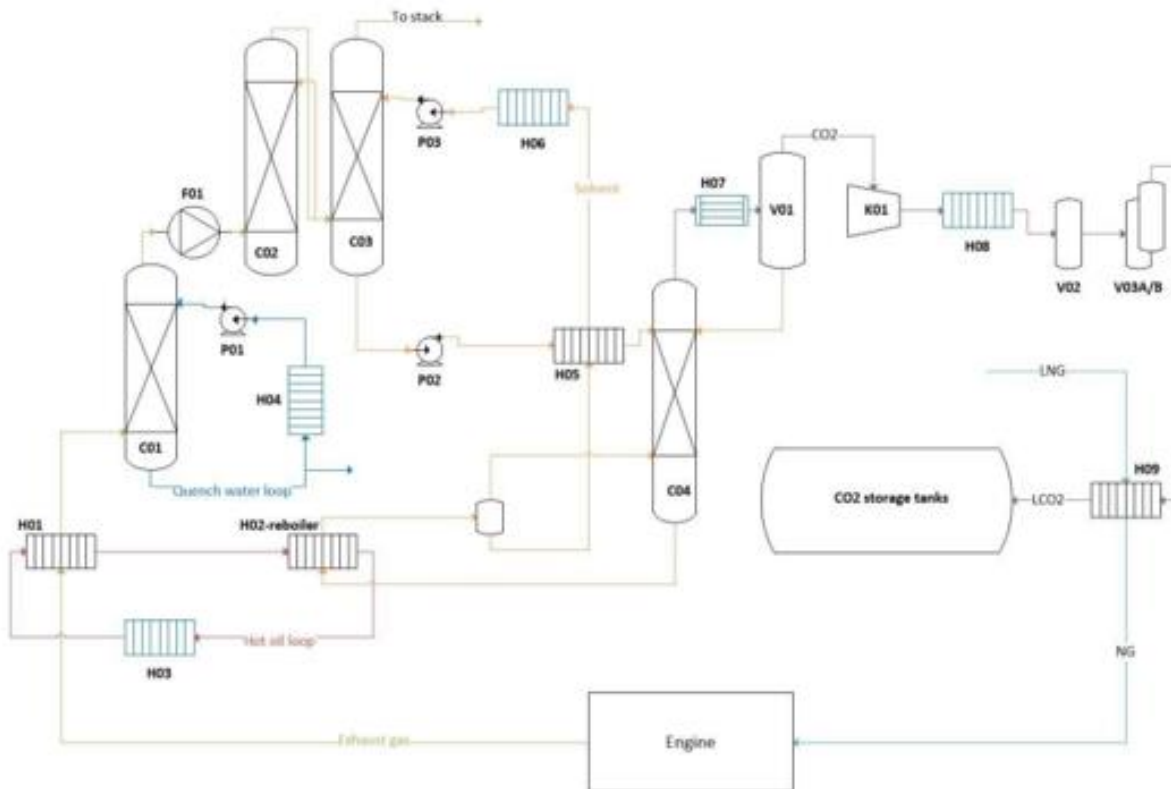 To stack
P03
H06
CO2
F01
Solvent
H07
V01
K01
H08
C02
C03
V02
V03A/B
P01
P02
H05
H04
LNG
C01
C04
H09
Quench water loop
CO2 storage tanks
LCO2
H01
H02-reboiler
Hot oil loop
H03
NG
Exhaust gas
Engine